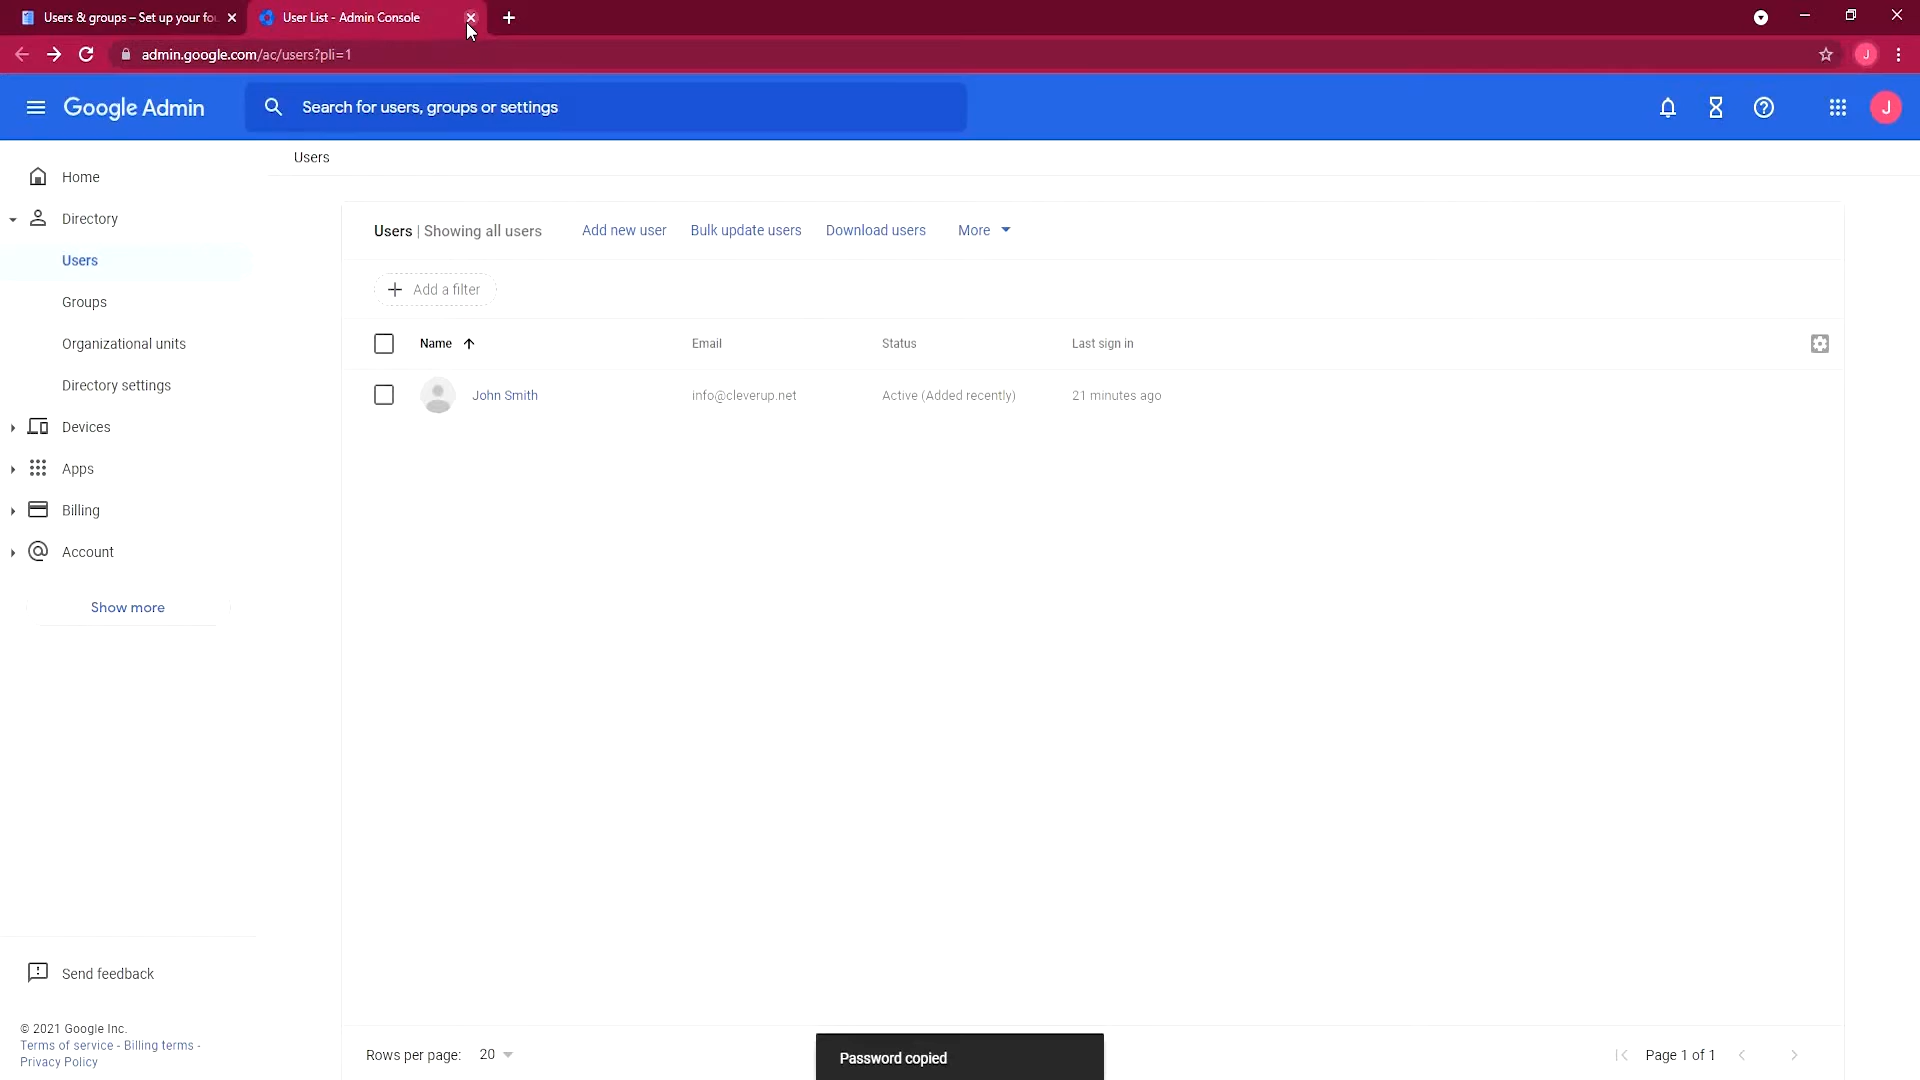 Users & groups – Set up your fou
User List - Admin Console
admin.google.com/ac/users?pli=1
J
Google Admin
Search for users, groups or settings
J
Users
Home
Directory
Users
Groups
Organizational units
Directory settings
Devices
Apps
Billing
Account
Show more
Users | Showing all users
Add new user
Bulk update users
Download users
More
Add a filter
Name
Email
Status
Last sign in
John Smith
info@cleverup.net
Active (Added recently)
21 minutes ago
Send feedback
© 2021 Google Inc.
Terms of service - Billing terms -
Privacy Policy
Rows per page: 20
Password copied
Page 1 of 1